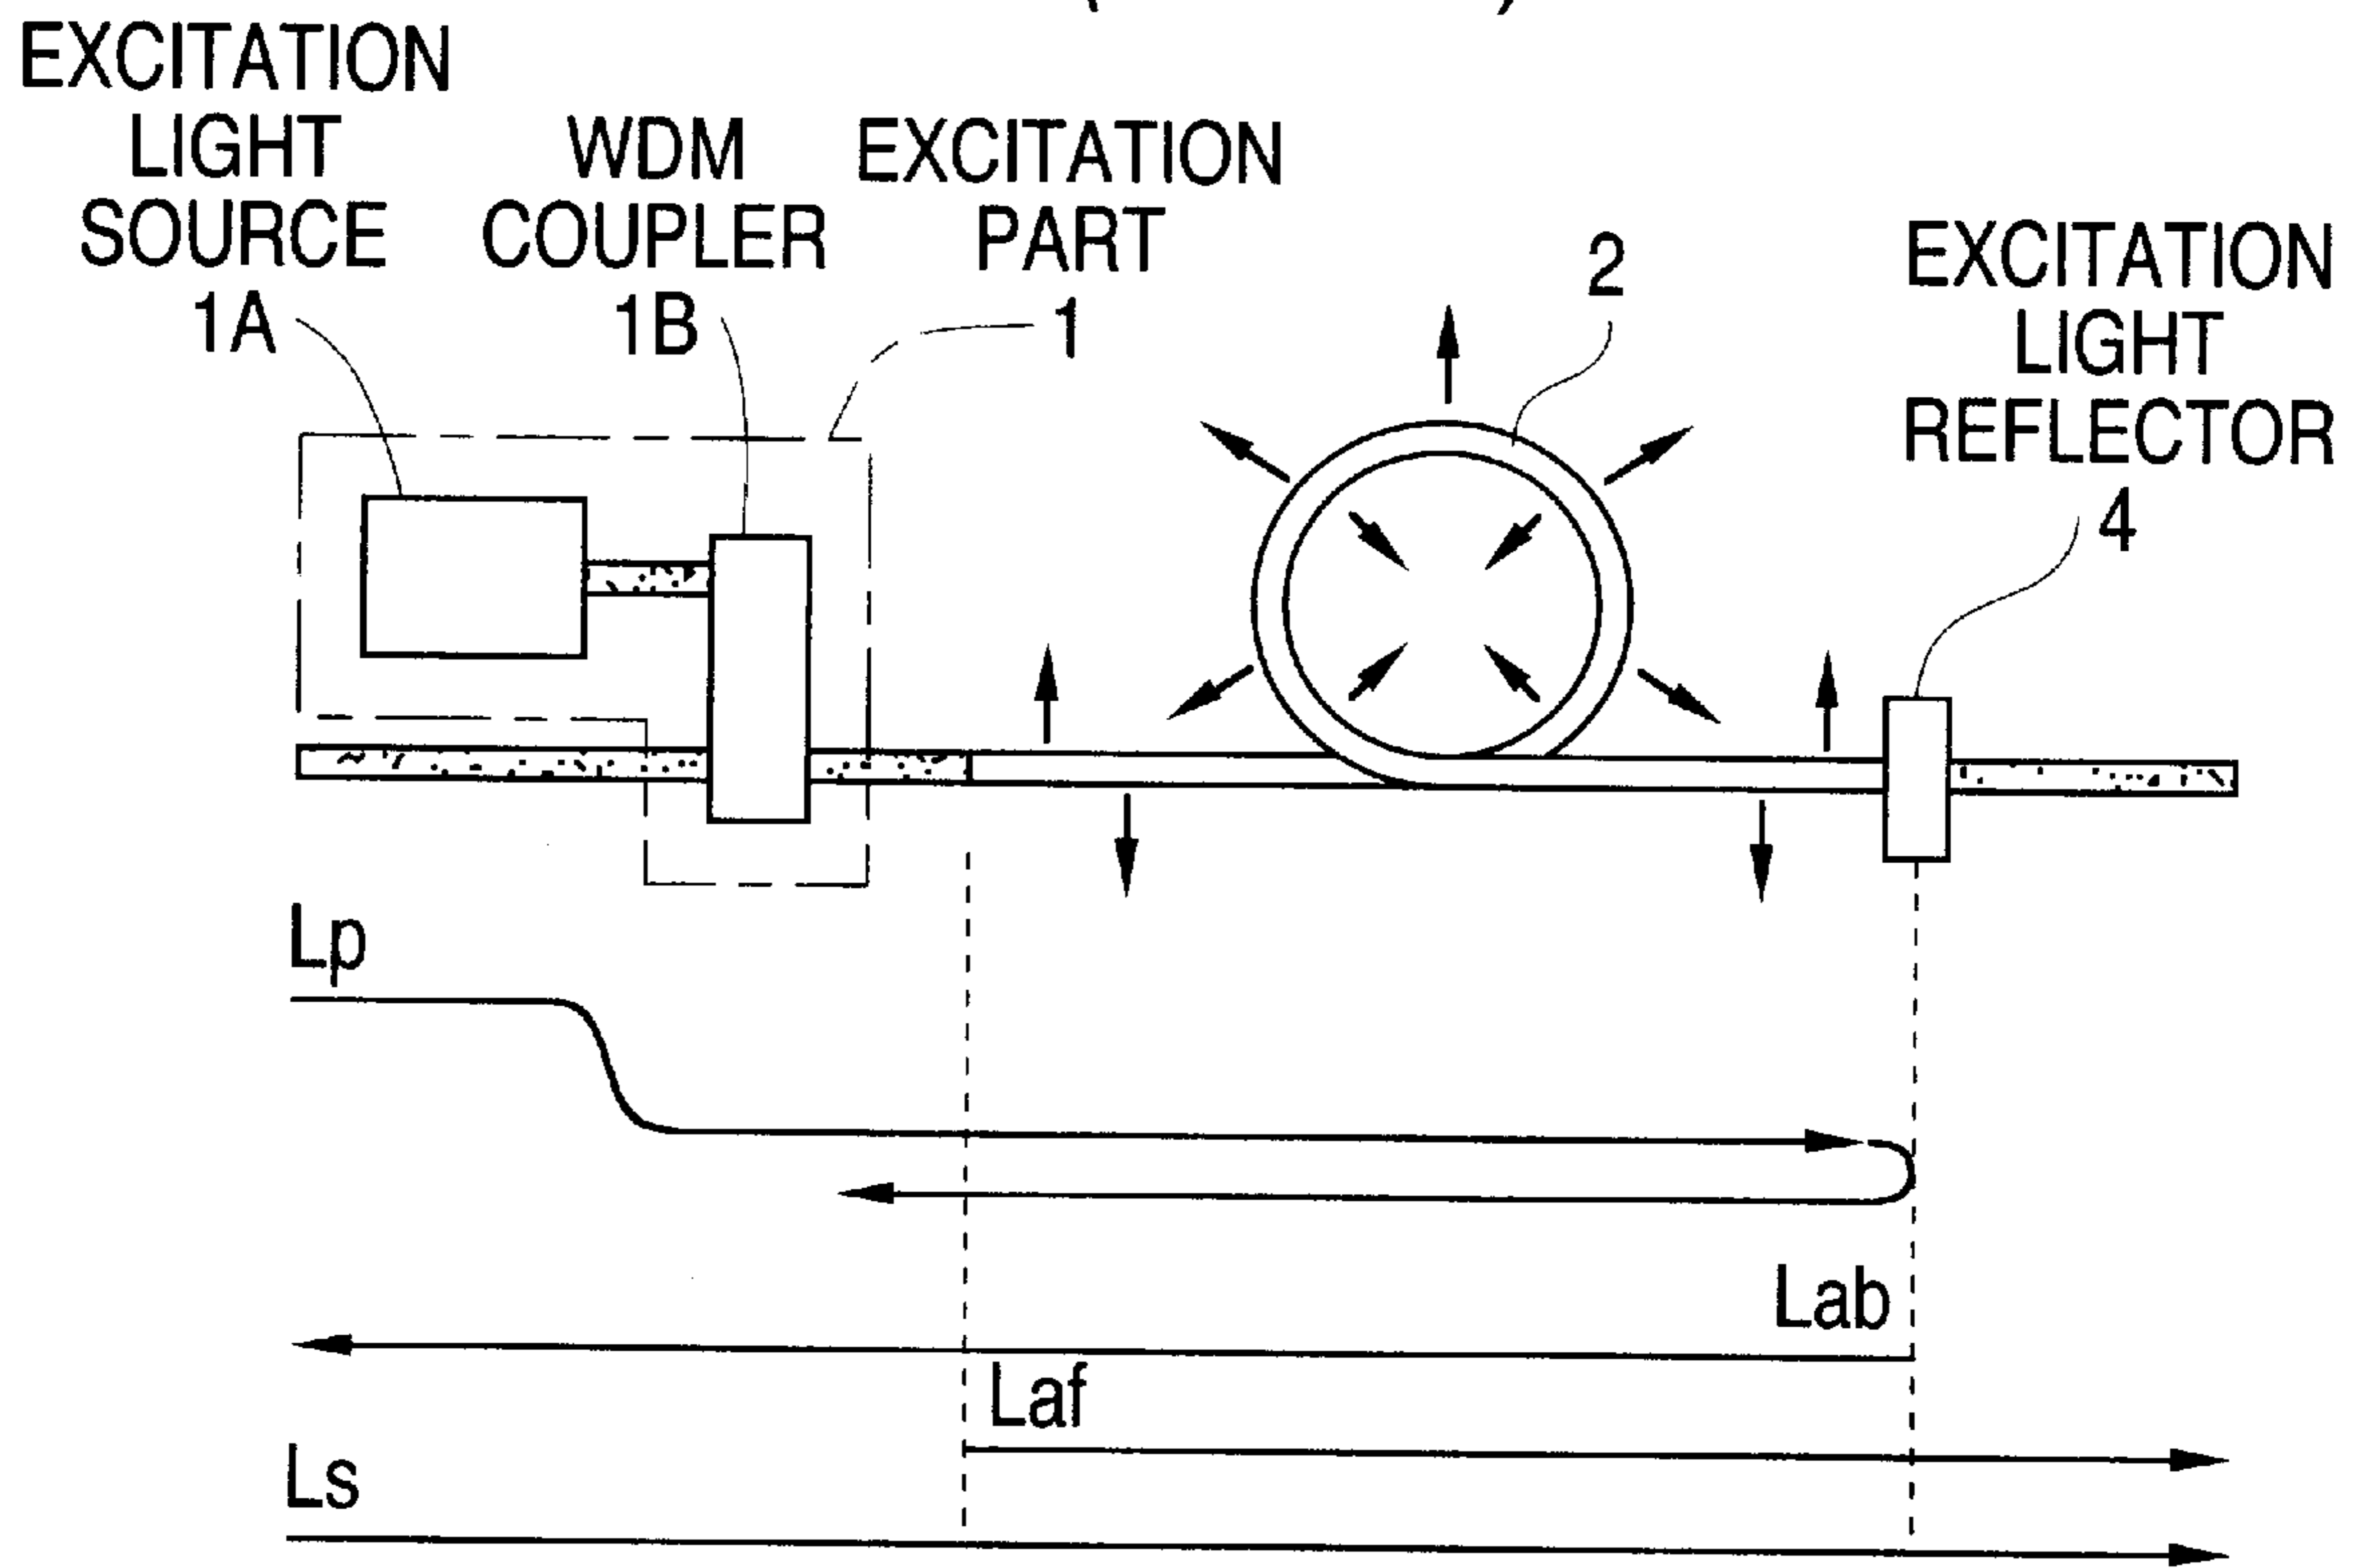 EXCITATION
LIGHT
SOURCE
1A
WDM
COUPLER
1B
EXCITATION
PART
1
2
EXCITATION
LIGHT
REFLECTOR
4
Lp
Lab
Laf
Ls